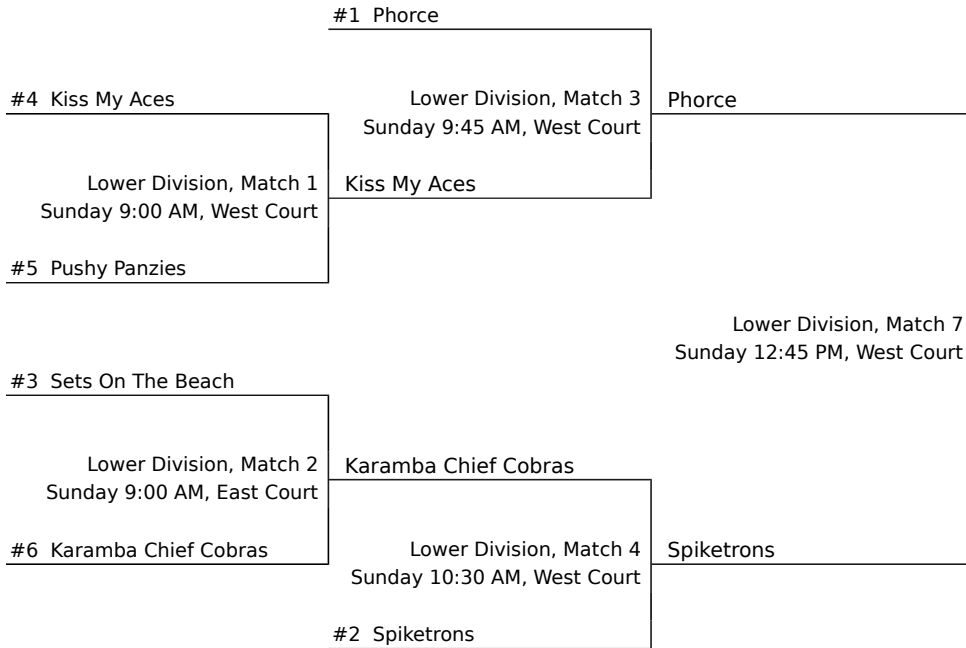 #1 Phorce
#4 Kiss My Aces
Lower Division, Match 3
Sunday 9:45 AM, West Court
Phorce
Lower Division, Match 1
Sunday 9:00 AM, West Court
Kiss My Aces
#5 Pushy Panzies
Lower Division, Match 7
Sunday 12:45 PM, West Court
#3 Sets On The Beach
Lower Division, Match 2
Sunday 9:00 AM, East Court
Karamba Chief Cobras
#6 Karamba Chief Cobras
Lower Division, Match 4
Sunday 10:30 AM, West Court
Spiketrons
#2 Spiketrons